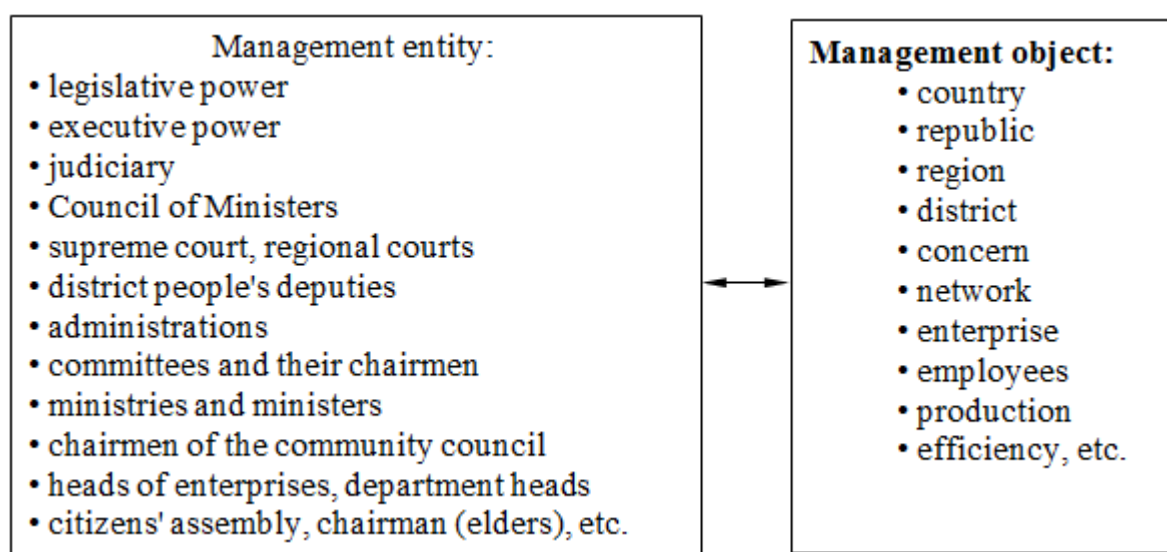 Management entity:
• legislative power
• executive power
• judiciary
• Council of Ministers
• supreme court, regional courts
• district people's deputies
• administrations
• committees and their chairmen
• ministries and ministers
• chairmen of the community council
• heads of enterprises, department heads
• citizens' assembly, chairman (elders), etc.
Management object:
• country
• republic
• region
• district
• concern
• network
• enterprise
• employees
• production
• efficiency, etc.